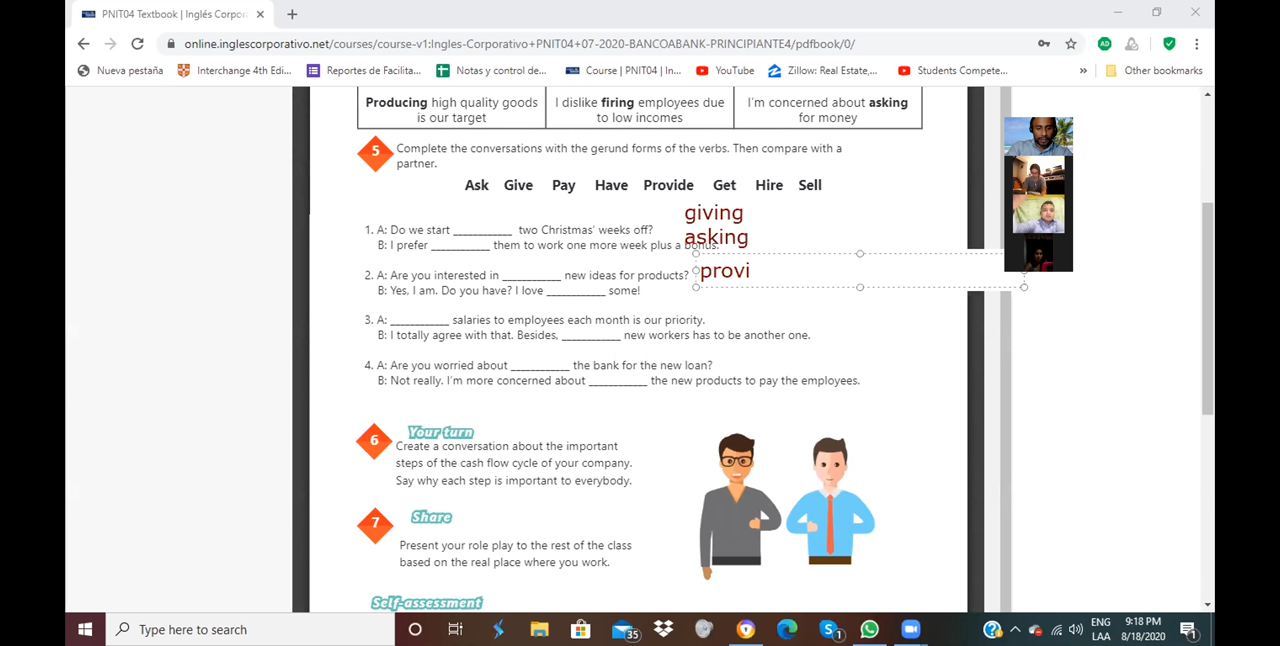 PNIT04 Textbook | Inglés Corpor
online.inglescorporativo.net/courses/course-v1:Ingles-Corporativo+PNIT04+07-2020-BANCOABANK-PRINCIPIANTE4/pdfbook/0/
Nueva pestaña Interchange 4th Edi... Reportes de Facilita... Notas y control de... Course | PNIT04 | In... YouTube Zillow: Real Estate,... Students Compete... » Other bookmarks
Producing high quality goods is our target
I dislike firing employees due to low incomes
I'm concerned about asking for money
5 Complete the conversations with the gerund forms of the verbs. Then compare with a
partner.
Ask Give Pay Have Provide Get Hire Sell
giving
1. A: Do we start ___________ two Christmas' weeks off?
asking
B: I prefer ___________ them to work one more week plus a bonus.
provi
2. A: Are you interested in ___________ new ideas for products?
B: Yes, I am. Do you have? I love ___________ some!
3. A: ___________ salaries to employees each month is our priority.
B: I totally agree with that. Besides, ___________ new workers has to be another one.
4. A: Are you worried about ___________ the bank for the new loan?
B: Not really. I'm more concerned about ___________ the new products to pay the employees.
6 Your turn
Create a conversation about the important
steps of the cash flow cycle of your company.
Say why each step is important to everybody.
7 Share
Present your role play to the rest of the class
based on the real place where you work.
Self-assessment
Type here to search
35
1
ENG
LAA
9:18 PM
8/18/2020
1